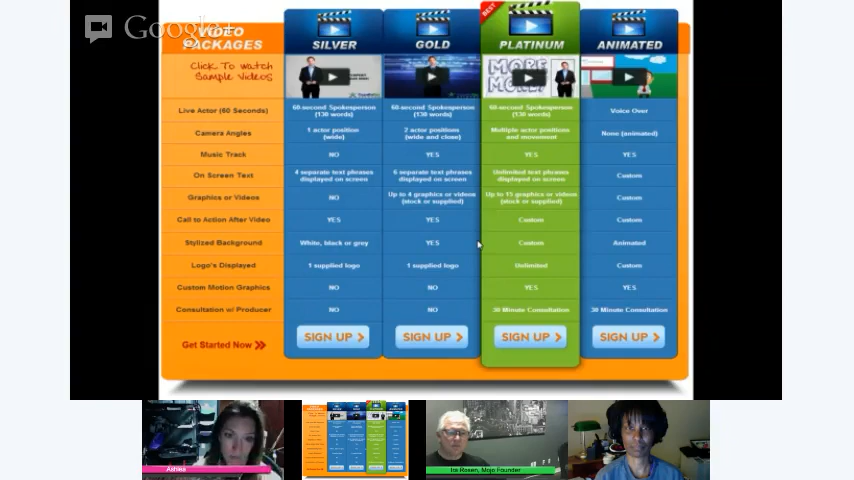 Google+
VIDEO
PACKAGES
SILVER
GOLD
BEST
PLATINUM
ANIMATED
Click To Watch
Sample Videos
MORE
Live Actor (60 Seconds)
60-second Spokesperson
(130 words)
60-second Spokesperson
(130 words)
60-second Spokesperson
(130 words)
Voice Over
Camera Angles
1 actor position
(wide)
2 actor positions
(wide and close)
Multiple actor positions
and movement
None (animated)
Music Track
NO
YES
YES
YES
On Screen Text
4 separate text phrases
displayed on screen
6 separate text phrases
displayed on screen
Unlimited text phrases
displayed on screen
Custom
Graphics or Videos
NO
Up to 4 graphics or videos
(stock or supplied)
Up to 15 graphics or videos
(stock or supplied)
Custom
Call to Action After Video
YES
YES
Custom
Custom
Stylized Background
White, black or grey
YES
Custom
Animated
Logo's Displayed
1 supplied logo
1 supplied logo
Unlimited
Custom
Custom Motion Graphics
NO
NO
YES
YES
Consultation w/ Producer
NO
NO
30 Minute Consultation
30 Minute Consultation
Get Started Now
SIGN UP
SIGN UP
SIGN UP
SIGN UP
Ashlea
Ira Rosen, Mojo Founder